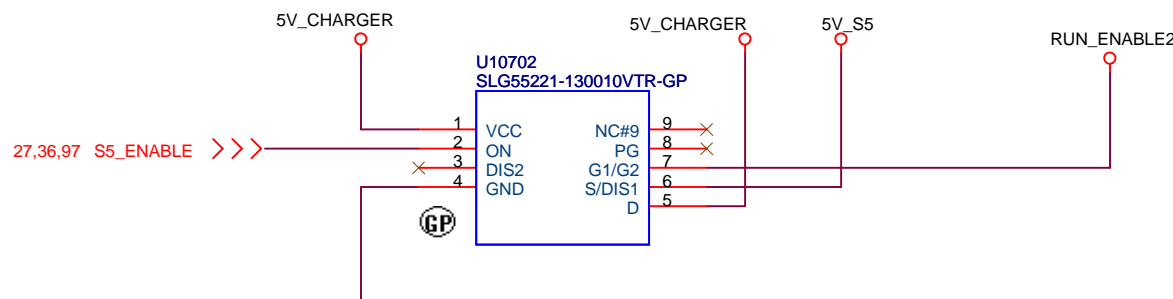 5V_CHARGER
5V_CHARGER
5V_S5
RUN_ENABLE2
U10702
SLG55221-130010VTR-GP
1 VCC NC#9 9
27,36,97 S5_ENABLE 2 ON PG 8
3 DIS2 G1/G2 7
4 GND S/DIS1 6
D 5
GP